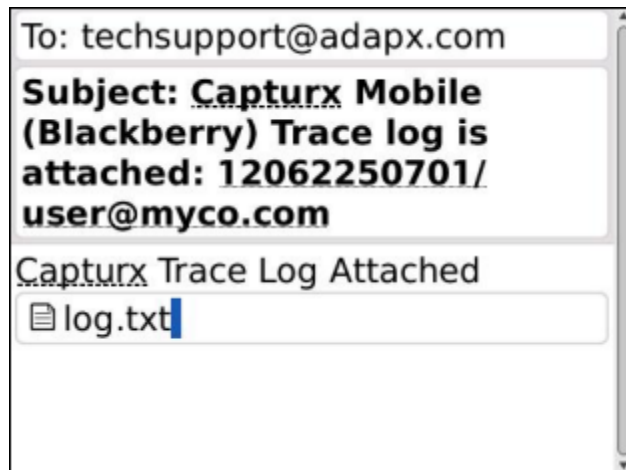 To: techsupport@adapx.com
Subject: Capturx Mobile
(Blackberry) Trace log is
attached: 12062250701/
user@myco.com
Capturx Trace Log Attached
log.txt